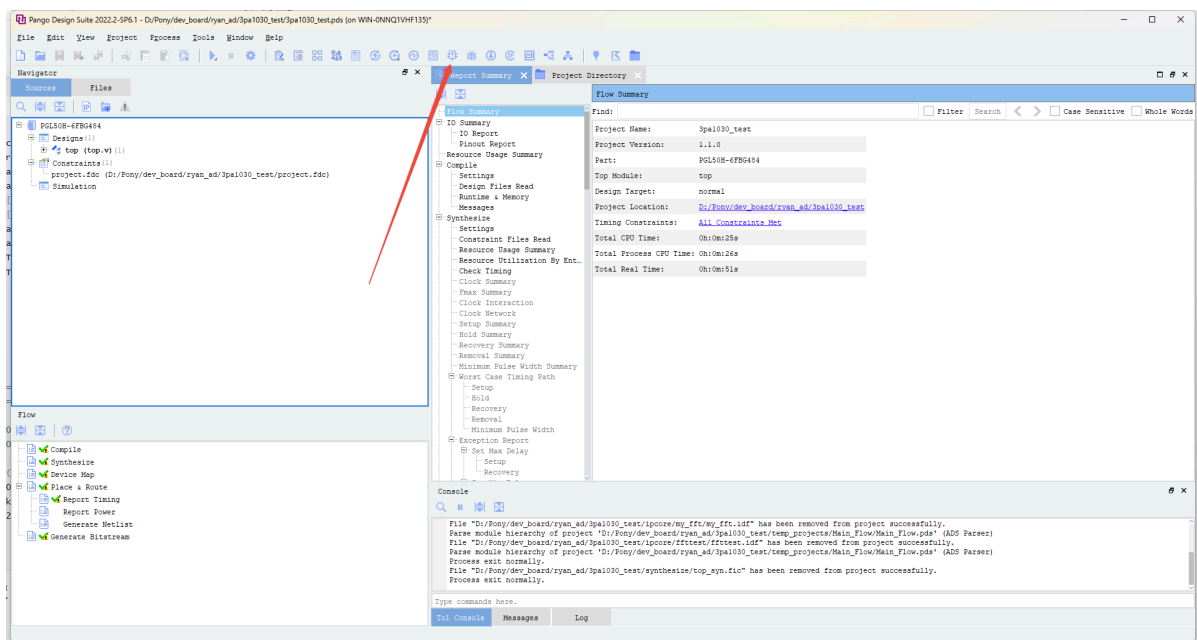 Pango Design Suite 2022.2-SP6.1 - D:/Pony/dev_board/ryan_ad/3pa1030_test/3pa1030_test.pds (on WIN-0NNQ1VHF135)*
File Edit View Project Process Tools Window Help
Navigator
Sources Files
PGL50H-6FBG484
Designs(1)
top (top.v)(1)
Constraints(1)
project.fdc (D:/Pony/dev_board/ryan_ad/3pa1030_test/project.fdc)
Simulation
Flow
Compile
Synthesize
Device Map
Place & Route
Report Timing
Report Power
Generate Netlist
Generate Bitstream
Report Summary Project Directory
Flow Summary
IO Summary
IO Report
Pinout Report
Resource Usage Summary
Compile
Settings
Design Files Read
Runtime & Memory
Messages
Synthesize
Settings
Constraint Files Read
Resource Usage Summary
Resource Utilization By Ent...
Check Timing
Clock Summary
Fmax Summary
Clock Interaction
Clock Network
Setup Summary
Hold Summary
Recovery Summary
Removal Summary
Minimum Pulse Width Summary
Worst Case Timing Path
Setup
Hold
Recovery
Removal
Minimum Pulse Width
Exception Report
Set Max Delay
Setup
Recovery
Flow Summary
Find: Filter Search Case Sensitive Whole Words
Project Name: 3pa1030_test
Project Version: 1.1.0
Part: PGL50H-6FBG484
Top Module: top
Design Target: normal
Project Location: D:/Pony/dev_board/ryan_ad/3pa1030_test
Timing Constraints: All Constraints Met
Total CPU Time: 0h:0m:25s
Total Process CPU Time: 0h:0m:26s
Total Real Time: 0h:0m:51s
Console
File "D:/Pony/dev_board/ryan_ad/3pa1030_test/ipcore/my_fft/my_fft.idf" has been removed from project successfully.
Parse module hierarchy of project 'D:/Pony/dev_board/ryan_ad/3pa1030_test/temp_projects/Main_Flow/Main_Flow.pds' (ADS Parser)
File "D:/Pony/dev_board/ryan_ad/3pa1030_test/ipcore/ffttest/ffttest.idf" has been removed from project successfully.
Parse module hierarchy of project 'D:/Pony/dev_board/ryan_ad/3pa1030_test/temp_projects/Main_Flow/Main_Flow.pds' (ADS Parser)
Process exit normally.
File "D:/Pony/dev_board/ryan_ad/3pa1030_test/synthesize/top_syn.fic" has been removed from project successfully.
Process exit normally.
Type commands here.
Tcl Console Messages Log